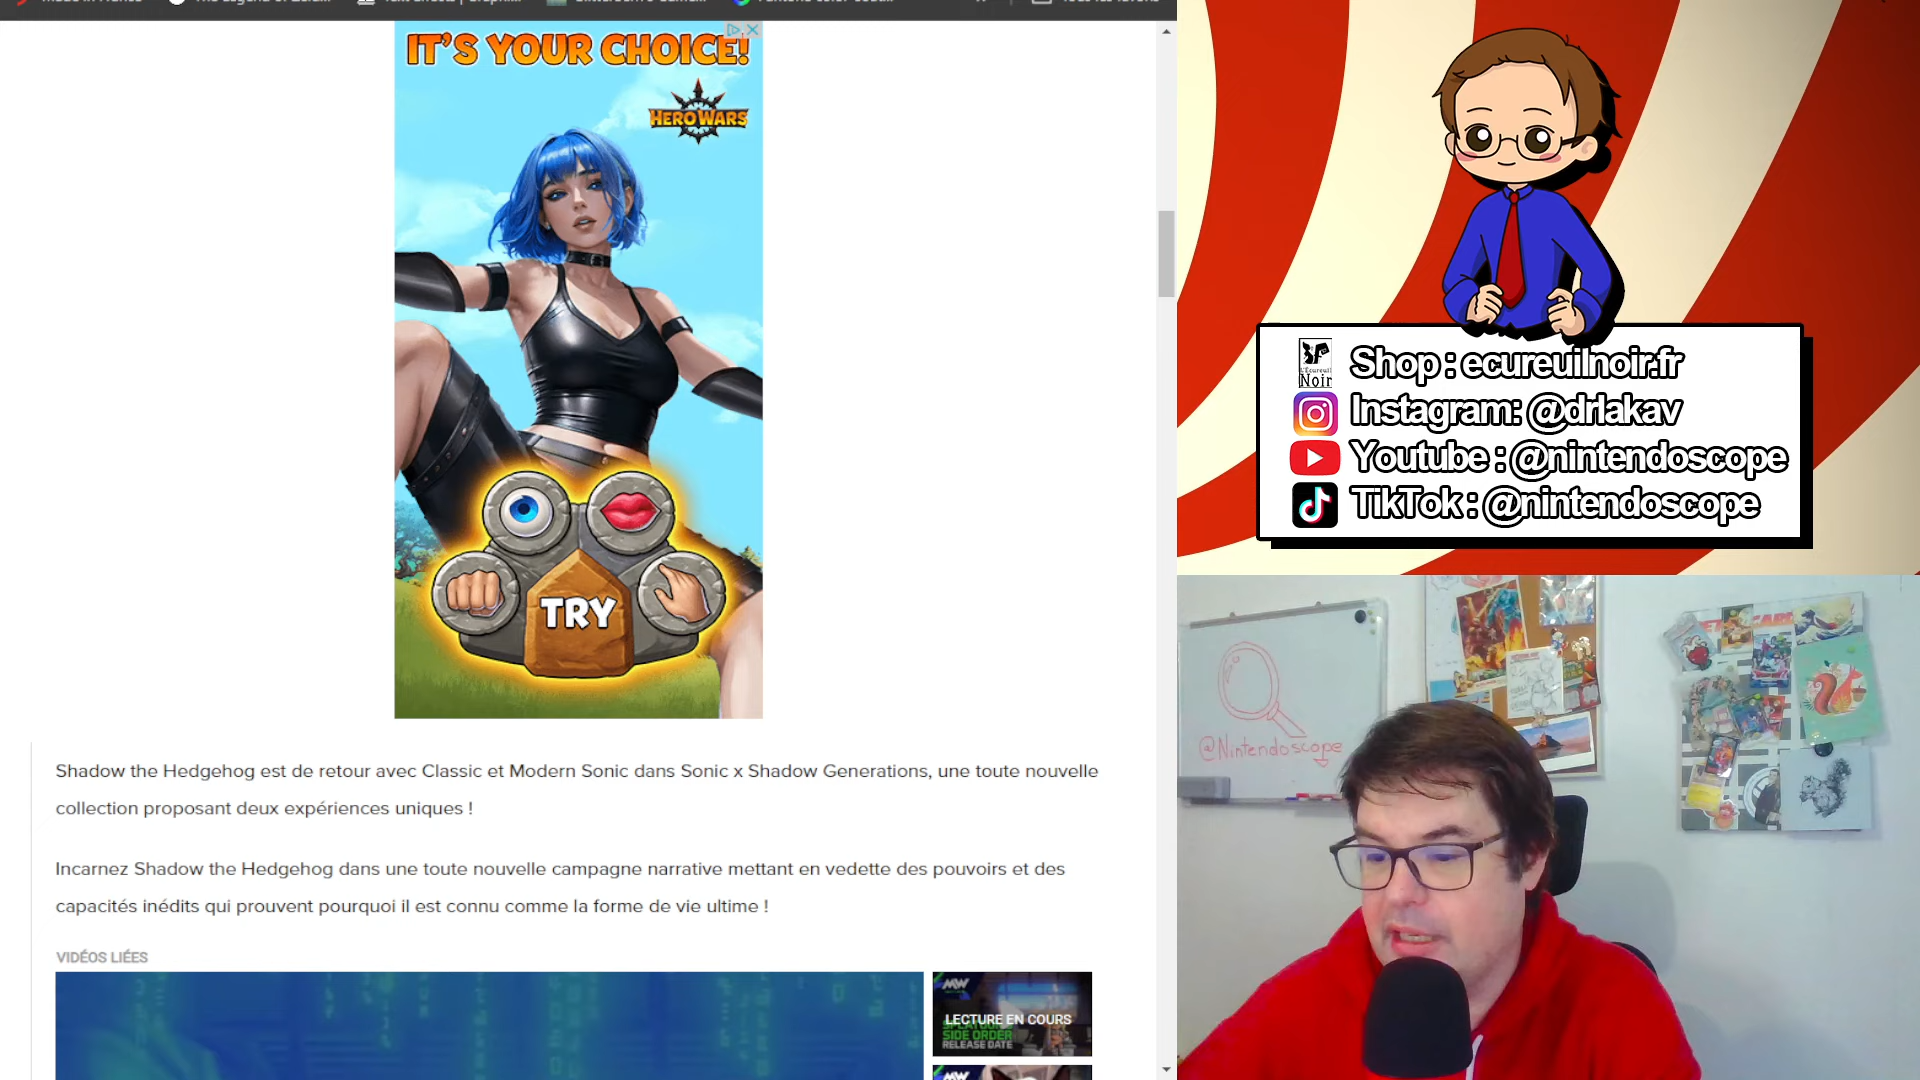 IT'S YOUR CHOICE!
HERO WARS
TRY
Shadow the Hedgehog est de retour avec Classic et Modern Sonic dans Sonic x Shadow Generations, une toute nouvelle
collection proposant deux expériences uniques !
Incarnez Shadow the Hedgehog dans une toute nouvelle campagne narrative mettant en vedette des pouvoirs et des
capacités inédits qui prouvent pourquoi il est connu comme la forme de vie ultime !
VIDÉOS LIÉES
MW
LECTURE EN COURS
SIDE ORDER
RELEASE DATE
MW
L'Écureuil
Noir
Shop : ecureuilnoir.fr
Instagram: @drlakav
Youtube : @nintendoscope
TikTok : @nintendoscope
@Nintendoscope